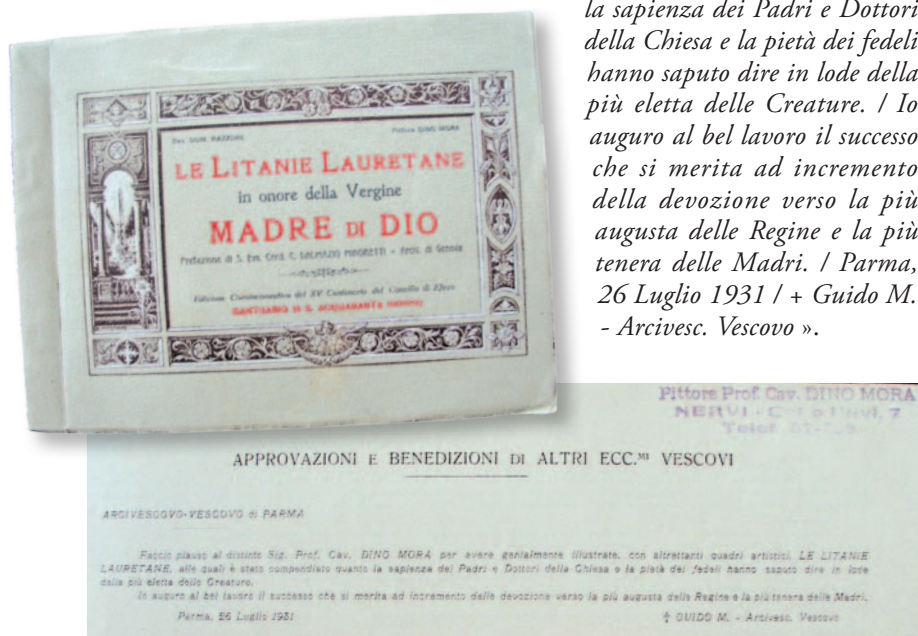 la sapienza dei Padri e Dottori
della Chiesa e la pietà dei fedeli
hanno saputo dire in lode della
più eletta delle Creature. / Io
auguro al bel lavoro il successo
che si merita ad incremento
della devozione verso la più
augusta delle Regine e la più
tenera delle Madri. / Parma,
26 Luglio 1931 / + Guido M.
- Arcivesc. Vescovo ».
Pittore DINO MORA
LE LITANIE LAURETANE
in onore della Vergine
MADRE DI DIO
Prefazione di S. Em. Card. C. DALMAZIO MINORETTI - Arciv. di Genova
Edizione Commemorativa del XV Centenario del Concilio di Efeso
SANTUARIO DI S.
Pittore Prof. Cav. DINO MORA
NERVI 7
Telef.
APPROVAZIONI E BENEDIZIONI DI ALTRI ECC.MI VESCOVI
ARCIVESCOVO-VESCOVO di PARMA
Faccio plauso al distinto Sig. Prof. Cav. DINO MORA per avere genialmente illustrate, con altrettanti quadri artistici, LE LITANIE
LAURETANE, alle quali è stato compendiato quanto la sapienza dei Padri e Dottori della Chiesa e la pietà dei fedeli hanno saputo dire in lode
della più eletta delle Creature.
Io auguro al bel lavoro il successo che si merita ad incremento della devozione verso la più augusta delle Regine e la più tenera delle Madri.
Parma, 26 Luglio 1931
+ GUIDO M. - Arcivesc. Vescovo